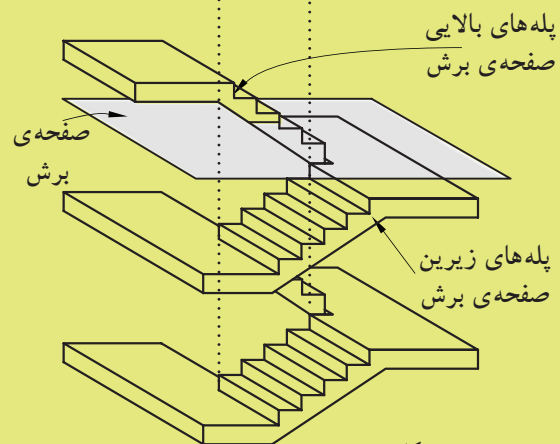 پله‌های بالایی
صفحه‌ی برش
صفحه‌ی
برش
پله‌های زیرین
صفحه‌ی برش